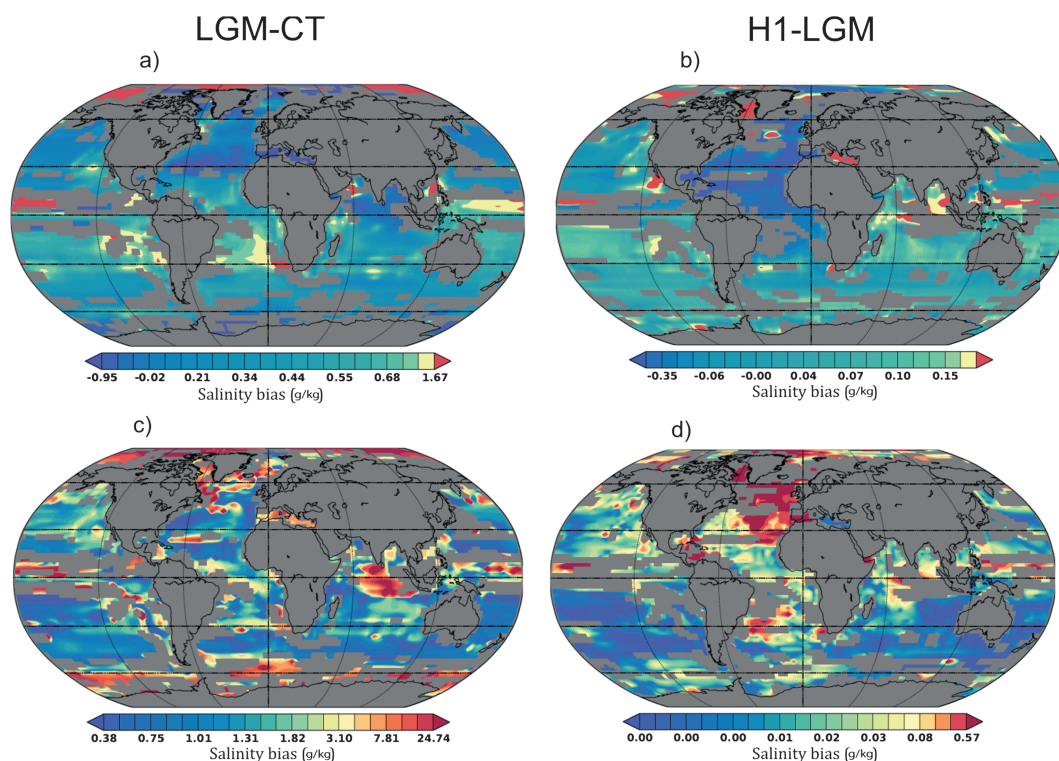 LGM-CT
H1-LGM
a)
b)
-0.95 -0.02 0.21 0.34 0.44 0.55 0.68 1.67
Salinity bias (g/kg)
-0.35 -0.06 -0.00 0.04 0.07 0.10 0.15
Salinity bias (g/kg)
c)
d)
0.38 0.75 1.01 1.31 1.82 3.10 7.81 24.74
Salinity bias (g/kg)
0.00 0.00 0.00 0.01 0.02 0.03 0.08 0.57
Salinity bias (g/kg)